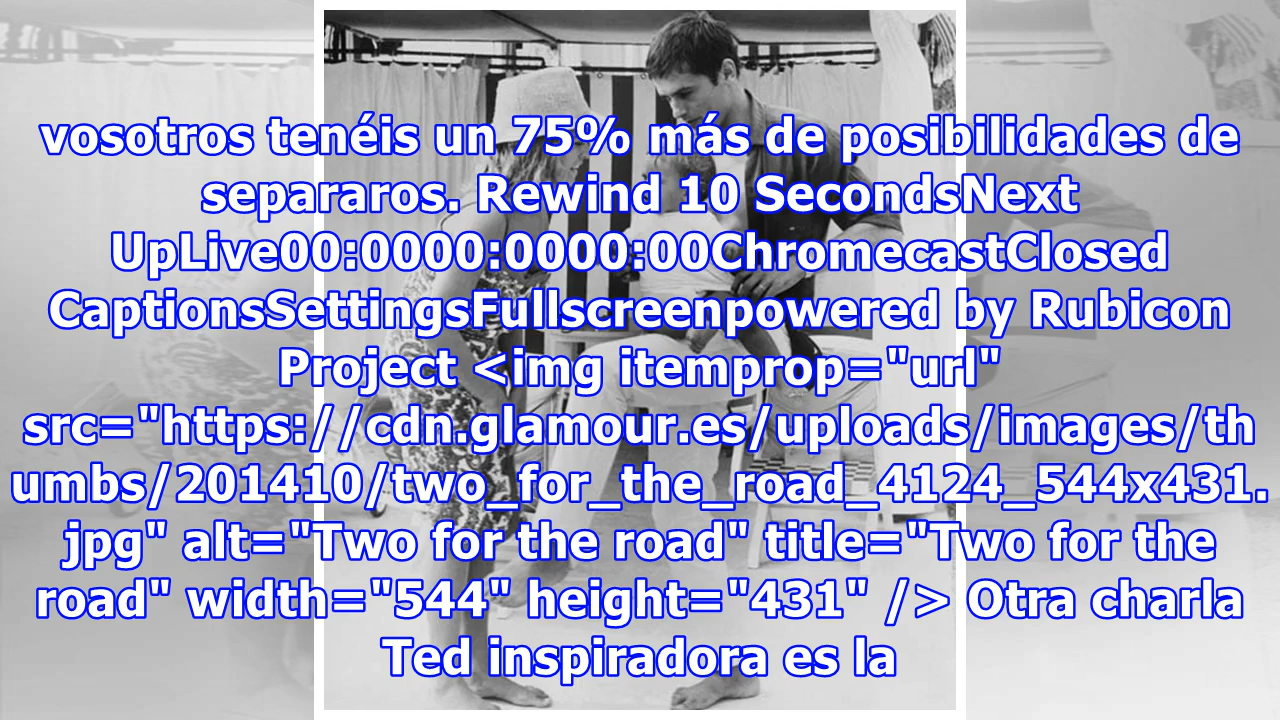 vosotros tenéis un 75% más de posibilidades de
separaros. Rewind 10 SecondsNext
UpLive00:0000:0000:00ChromecastClosed
CaptionsSettingsFullscreenpowered by Rubicon
Project <img itemprop="url"
src="https://cdn.glamour.es/uploads/images/th
umbs/201410/two_for_the_road_4124_544x431.
jpg" alt="Two for the road" title="Two for the
road" width="544" height="431" /> Otra charla
Ted inspiradora es la